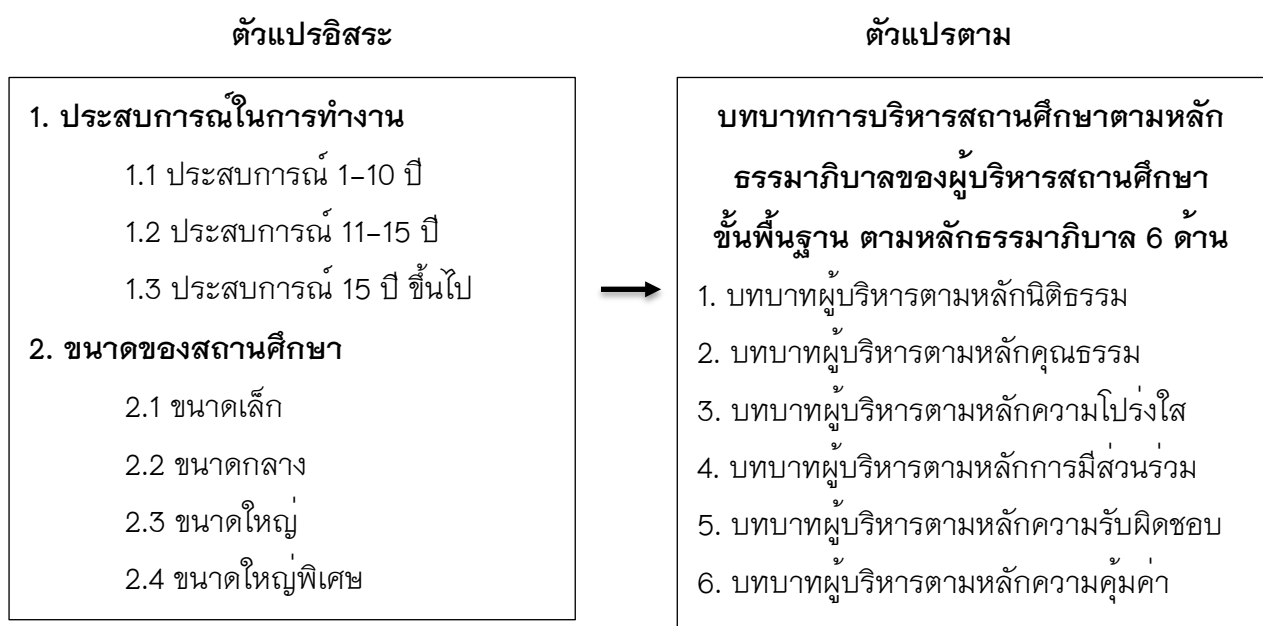 ตัวแปรอิสระ
1. ประสบการณ์ในการทำงาน
1.1 ประสบการณ์ 1–10 ปี
1.2 ประสบการณ์ 11–15 ปี
1.3 ประสบการณ์ 15 ปี ขึ้นไป
2. ขนาดของสถานศึกษา
2.1 ขนาดเล็ก
2.2 ขนาดกลาง
2.3 ขนาดใหญ่
2.4 ขนาดใหญ่พิเศษ
ตัวแปรตาม
บทบาทการบริหารสถานศึกษาตามหลัก
ธรรมาภิบาลของผู้บริหารสถานศึกษา
ขั้นพื้นฐาน ตามหลักธรรมาภิบาล 6 ด้าน
1. บทบาทผู้บริหารตามหลักนิติธรรม
2. บทบาทผู้บริหารตามหลักคุณธรรม
3. บทบาทผู้บริหารตามหลักความโปร่งใส
4. บทบาทผู้บริหารตามหลักการมีส่วนร่วม
5. บทบาทผู้บริหารตามหลักความรับผิดชอบ
6. บทบาทผู้บริหารตามหลักความคุ้มค่า